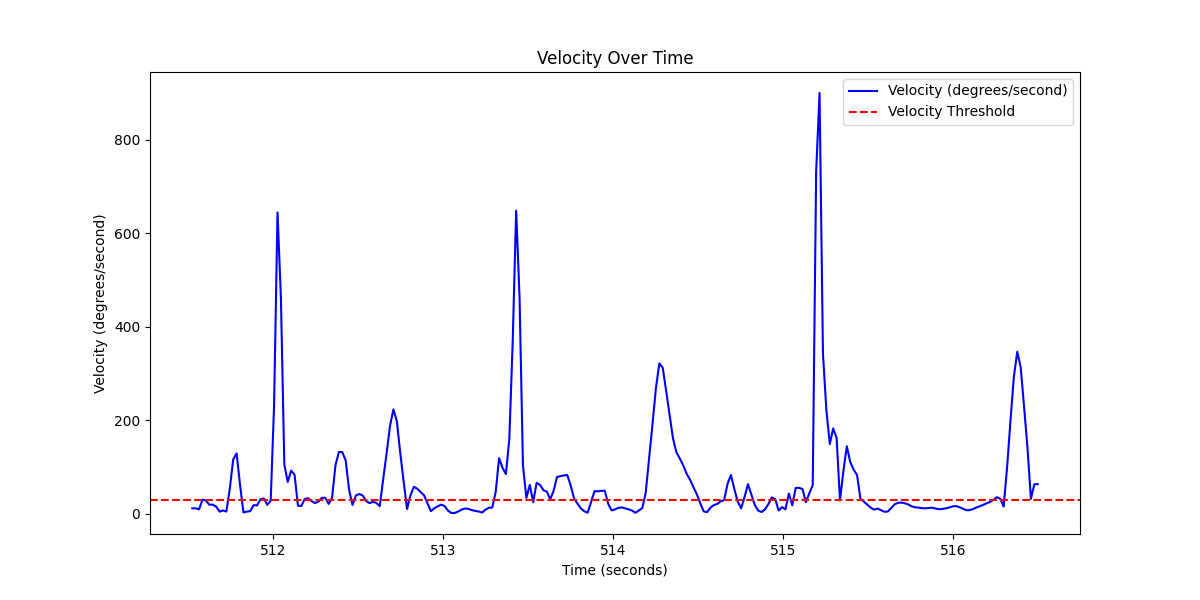 Velocity Over Time
Velocity (degrees/second)
Velocity Threshold
Velocity (degrees/second)
800
600
400
200
0
512
513
514
515
516
Time (seconds)